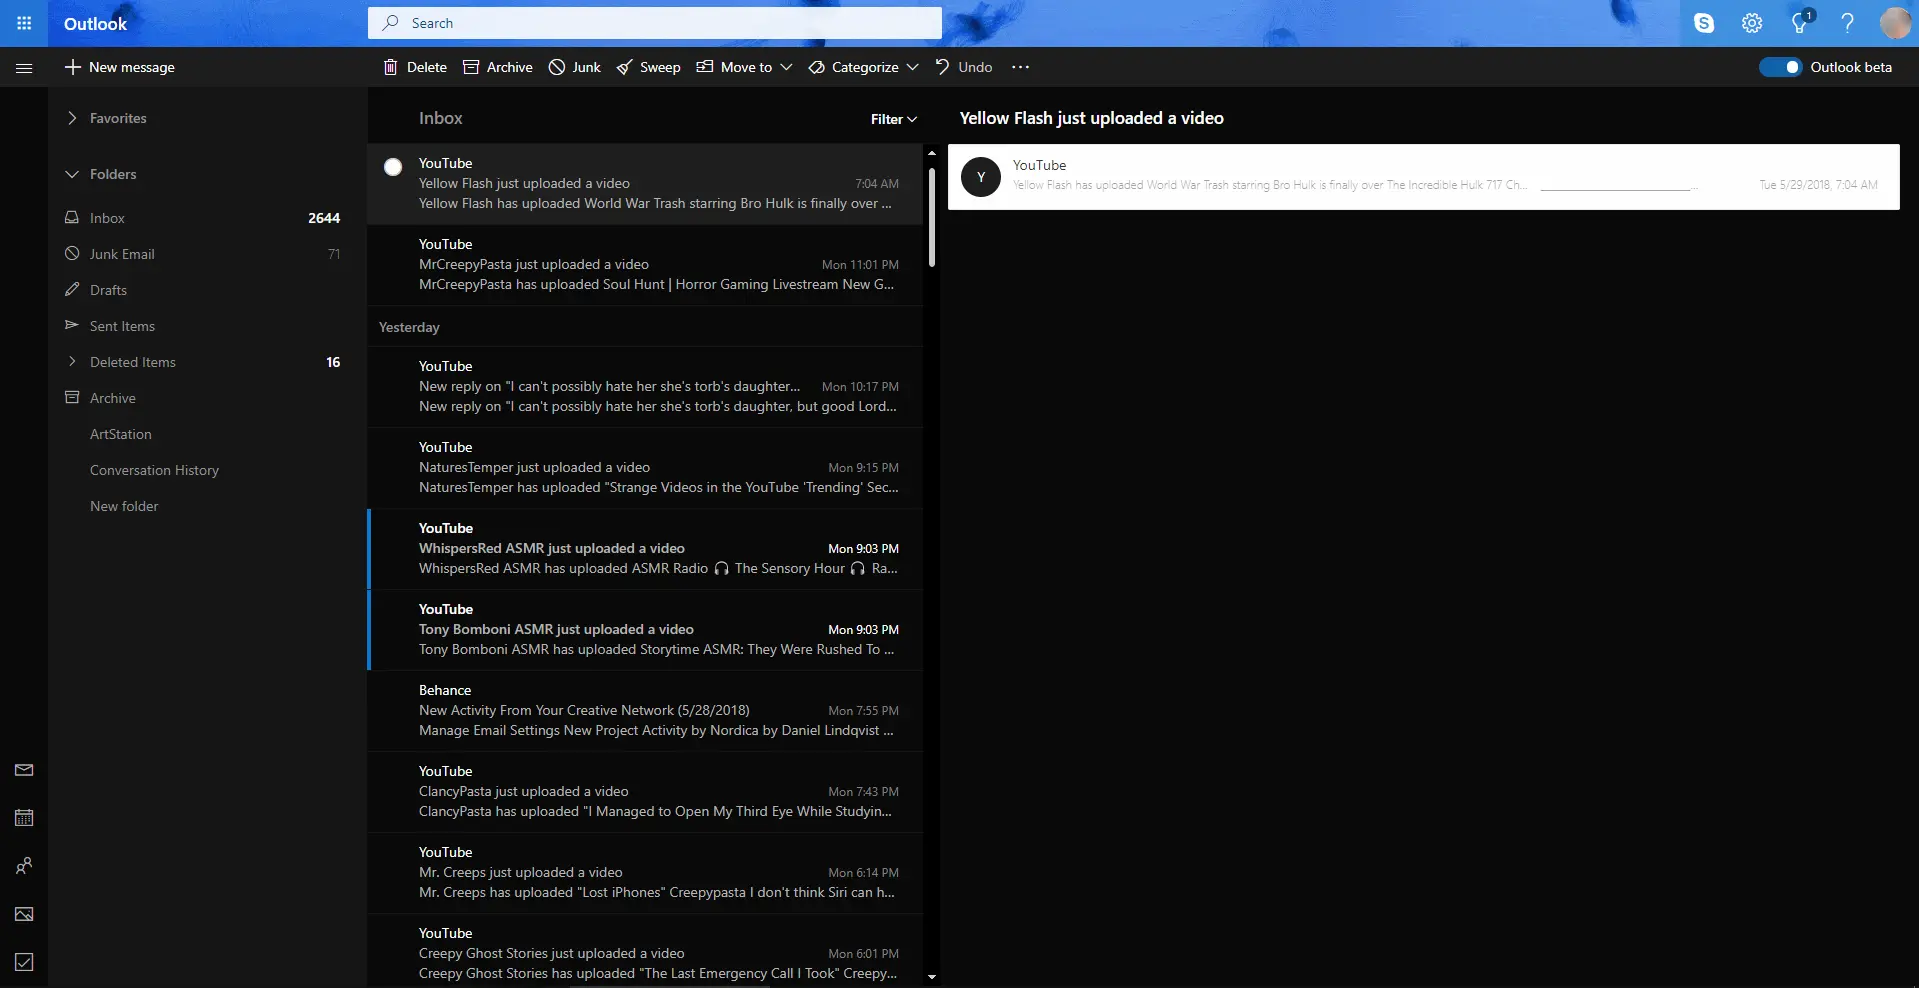 Outlook
Search
S
1
New message
Delete
Archive
Junk
Sweep
Move to
Categorize
Undo
Outlook beta
Favorites
Folders
Inbox 2644
Junk Email 71
Drafts
Sent Items
Deleted Items 16
Archive
ArtStation
Conversation History
New folder
Inbox
Filter
YouTube
Yellow Flash just uploaded a video 7:04 AM
Yellow Flash has uploaded World War Trash starring Bro Hulk is finally over ...
YouTube
MrCreepyPasta just uploaded a video Mon 11:01 PM
MrCreepyPasta has uploaded Soul Hunt | Horror Gaming Livestream New G...
Yesterday
YouTube
New reply on "I can't possibly hate her she's torb's daughter... Mon 10:17 PM
New reply on "I can't possibly hate her she's torb's daughter, but good Lord...
YouTube
NaturesTemper just uploaded a video Mon 9:15 PM
NaturesTemper has uploaded "Strange Videos in the YouTube 'Trending' Sec...
YouTube
WhispersRed ASMR just uploaded a video Mon 9:03 PM
WhispersRed ASMR has uploaded ASMR Radio 🎧 The Sensory Hour 🎧 Ra...
YouTube
Tony Bomboni ASMR just uploaded a video Mon 9:03 PM
Tony Bomboni ASMR has uploaded Storytime ASMR: They Were Rushed To ...
Behance
New Activity From Your Creative Network (5/28/2018) Mon 7:55 PM
Manage Email Settings New Project Activity by Nordica by Daniel Lindqvist ...
YouTube
ClancyPasta just uploaded a video Mon 7:43 PM
ClancyPasta has uploaded "I Managed to Open My Third Eye While Studyin...
YouTube
Mr. Creeps just uploaded a video Mon 6:14 PM
Mr. Creeps has uploaded "Lost iPhones" Creepypasta I don't think Siri can h...
YouTube
Creepy Ghost Stories just uploaded a video Mon 6:01 PM
Creepy Ghost Stories has uploaded "The Last Emergency Call I Took" Creepy...
Yellow Flash just uploaded a video
Y
YouTube
Yellow Flash has uploaded World War Trash starring Bro Hulk is finally over The Incredible Hulk 717 Ch... ... Tue 5/29/2018, 7:04 AM